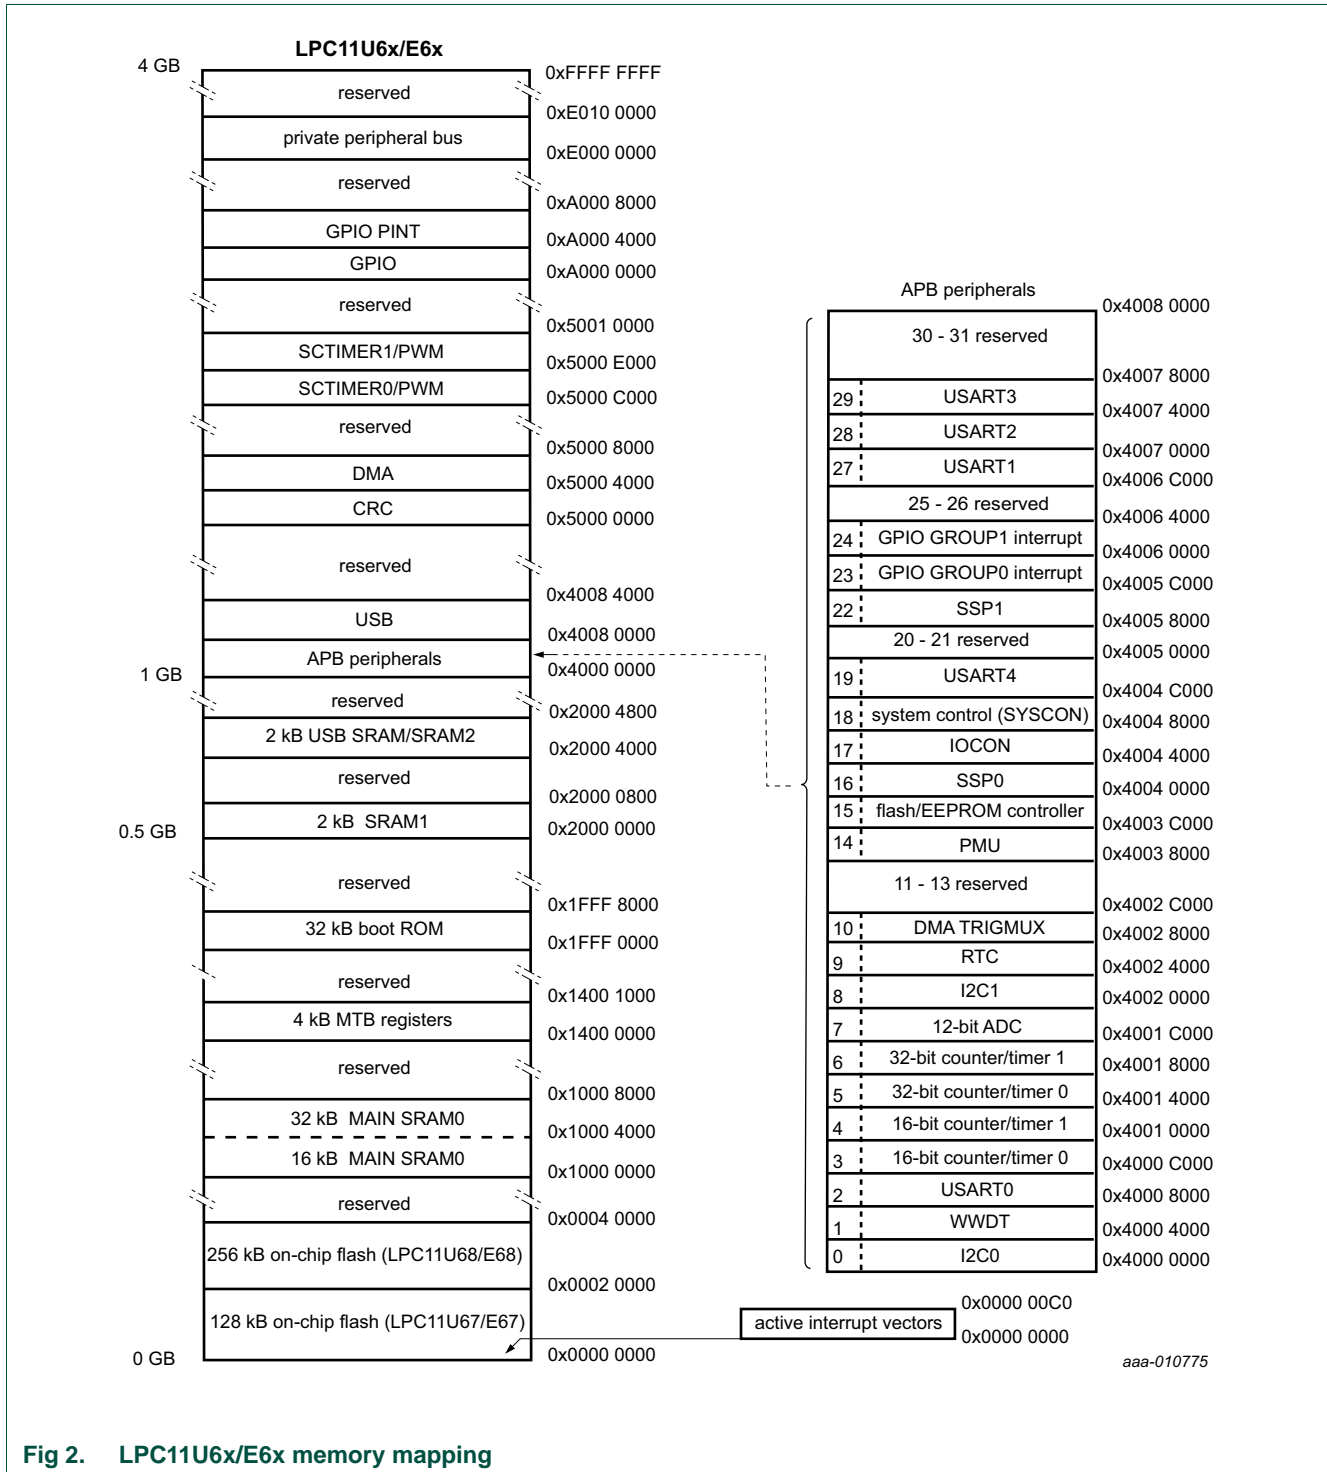 LPC11U6x/E6x
4 GB
0xFFFF FFFF
reserved
0xE010 0000
private peripheral bus
0xE000 0000
reserved
0xA000 8000
GPIO PINT
0xA000 4000
GPIO
0xA000 0000
reserved
0x5001 0000
SCTIMER1/PWM
0x5000 E000
SCTIMER0/PWM
0x5000 C000
reserved
0x5000 8000
DMA
0x5000 4000
CRC
0x5000 0000
reserved
0x4008 4000
USB
0x4008 0000
APB peripherals
0x4000 0000
1 GB
reserved
0x2000 4800
2 kB USB SRAM/SRAM2
0x2000 4000
reserved
0x2000 0800
2 kB SRAM1
0x2000 0000
0.5 GB
reserved
0x1FFF 8000
32 kB boot ROM
0x1FFF 0000
reserved
0x1400 1000
4 kB MTB registers
0x1400 0000
reserved
0x1000 8000
32 kB MAIN SRAM0
0x1000 4000
16 kB MAIN SRAM0
0x1000 0000
reserved
0x0004 0000
256 kB on-chip flash (LPC11U68/E68)
0x0002 0000
128 kB on-chip flash (LPC11U67/E67)
0 GB
0x0000 0000
APB peripherals
0x4008 0000
30 - 31 reserved
0x4007 8000
29 USART3
0x4007 4000
28 USART2
0x4007 0000
27 USART1
0x4006 C000
25 - 26 reserved
0x4006 4000
24 GPIO GROUP1 interrupt
0x4006 0000
23 GPIO GROUP0 interrupt
0x4005 C000
22 SSP1
0x4005 8000
20 - 21 reserved
0x4005 0000
19 USART4
0x4004 C000
18 system control (SYSCON)
0x4004 8000
17 IOCON
0x4004 4000
16 SSP0
0x4004 0000
15 flash/EEPROM controller
0x4003 C000
14 PMU
0x4003 8000
11 - 13 reserved
0x4002 C000
10 DMA TRIGMUX
0x4002 8000
9 RTC
0x4002 4000
8 I2C1
0x4002 0000
7 12-bit ADC
0x4001 C000
6 32-bit counter/timer 1
0x4001 8000
5 32-bit counter/timer 0
0x4001 4000
4 16-bit counter/timer 1
0x4001 0000
3 16-bit counter/timer 0
0x4000 C000
2 USART0
0x4000 8000
1 WWDT
0x4000 4000
0 I2C0
0x4000 0000
0x0000 00C0
active interrupt vectors
0x0000 0000
aaa-010775
Fig 2. LPC11U6x/E6x memory mapping